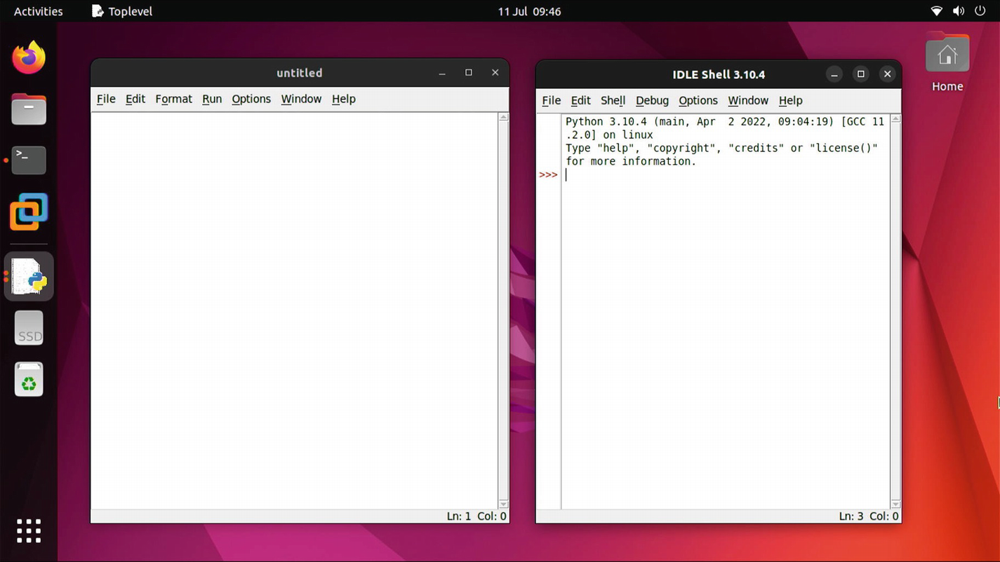 Activities
Toplevel
11 Jul 09:46
Home
untitled
File Edit Format Run Options Window Help
Ln: 1 Col: 0
IDLE Shell 3.10.4
File Edit Shell Debug Options Window Help
Python 3.10.4 (main, Apr  2 2022, 09:04:19) [GCC 11
.2.0] on linux
Type "help", "copyright", "credits" or "license()"
for more information.
>>>
Ln: 3 Col: 0
>_
SSD